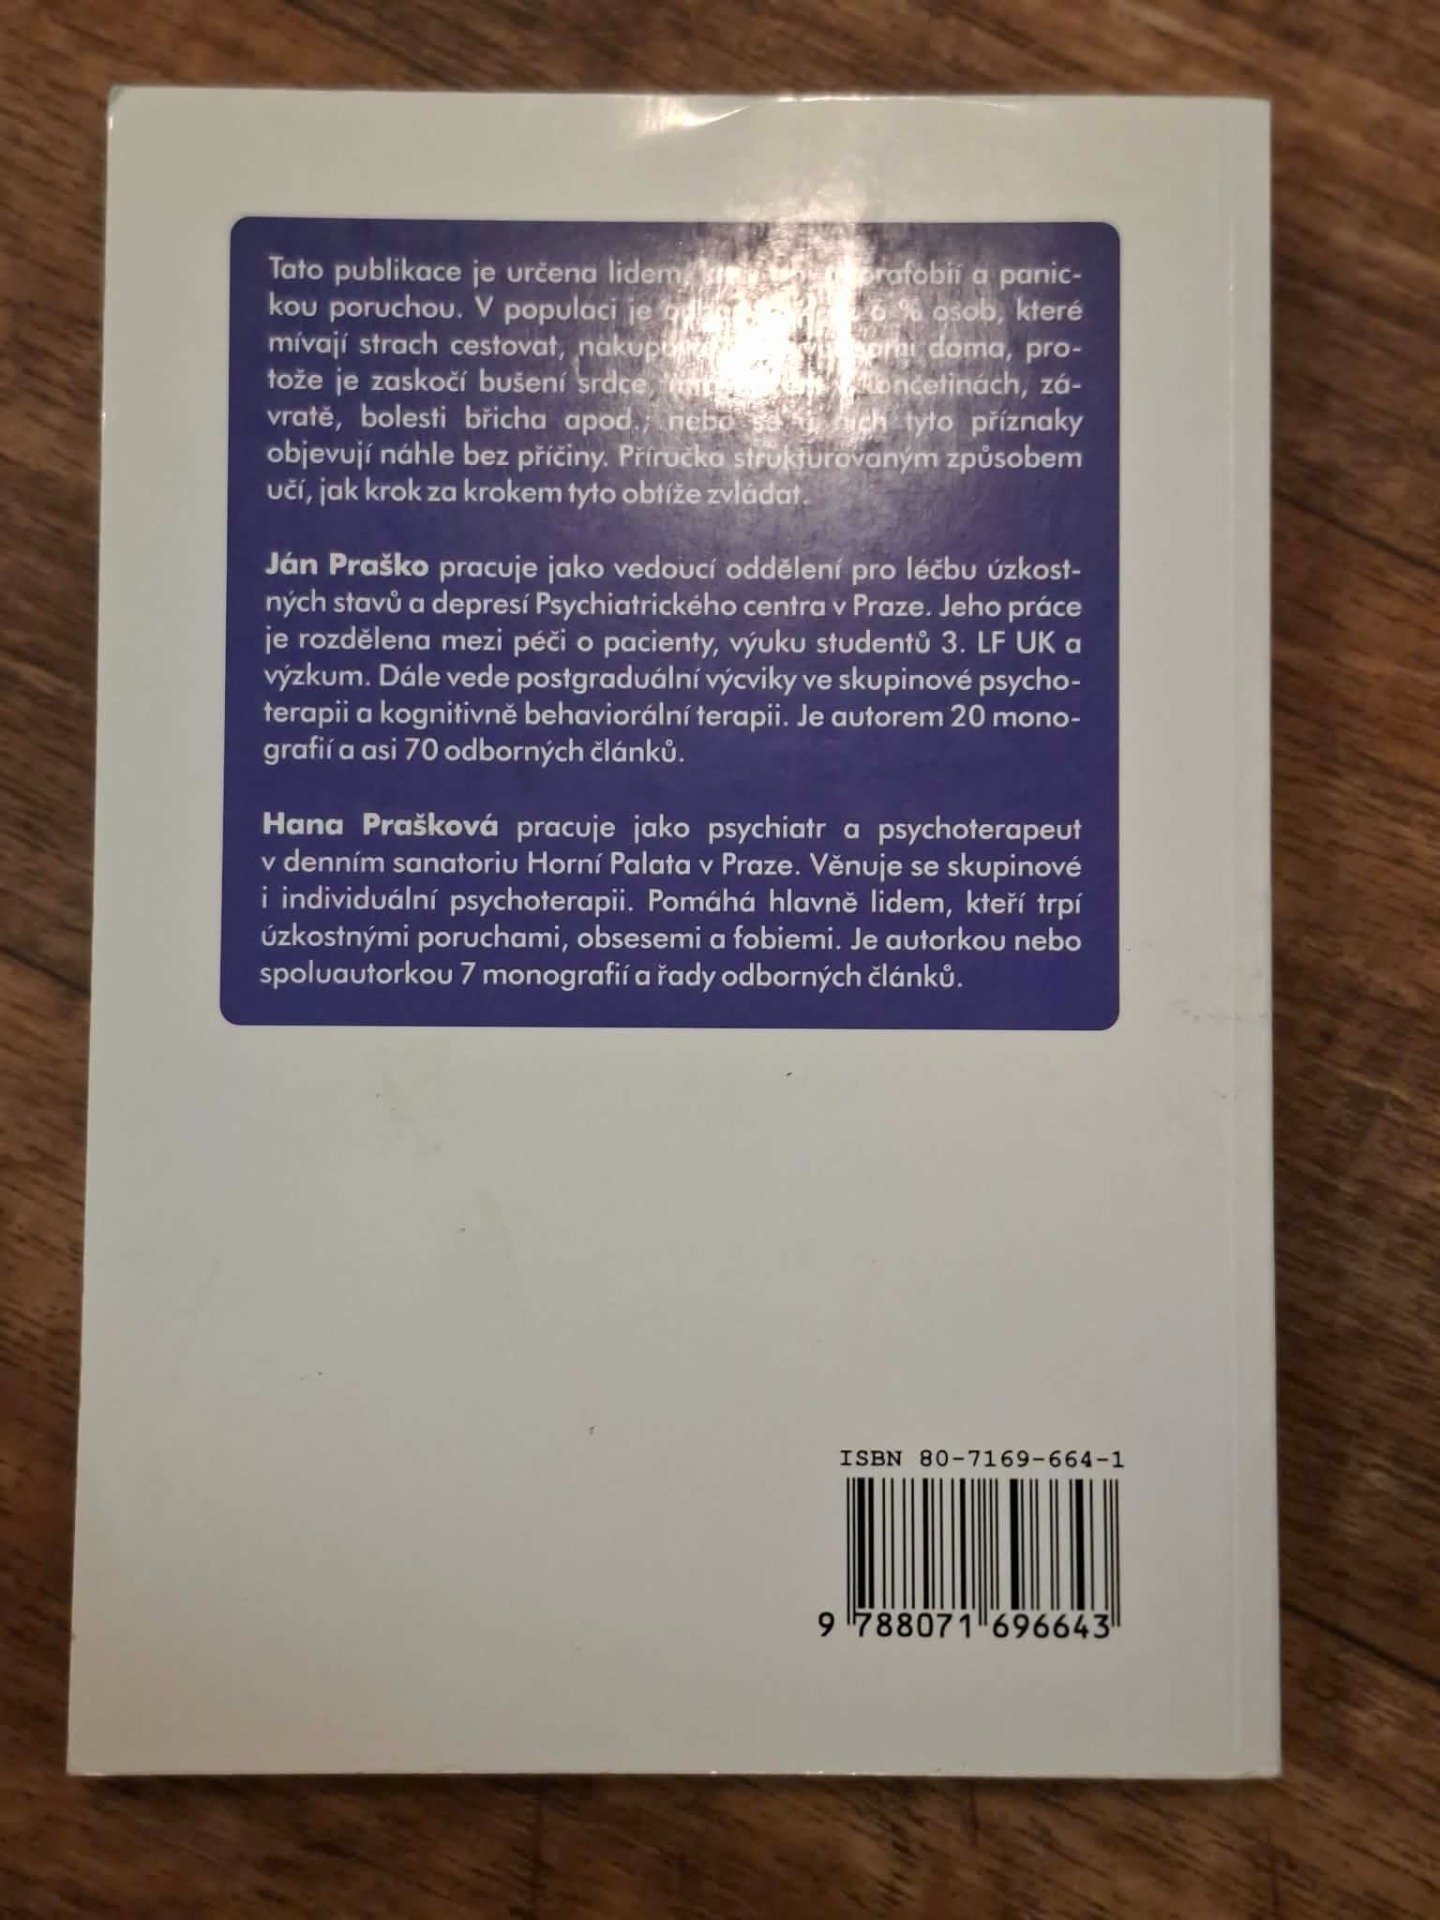 Tato publikace je určena lidem, a panic-
kou poruchou. V populaci je % osob, které
mívají strach cestovat, doma, pro-
tože je zaskočí bušení srdce, končetinách, zá-
vratě, bolesti břicha apod.; nebo se u nich tyto příznaky
objevují náhle bez příčiny. Příručka strukturovaným způsobem
učí, jak krok za krokem tyto obtíže zvládat.
Ján Praško pracuje jako vedoucí oddělení pro léčbu úzkost-
ných stavů a depresí Psychiatrického centra v Praze. Jeho práce
je rozdělena mezi péči o pacienty, výuku studentů 3. LF UK a
výzkum. Dále vede postgraduální výcviky ve skupinové psycho-
terapii a kognitivně behaviorální terapii. Je autorem 20 mono-
grafií a asi 70 odborných článků.
Hana Prašková pracuje jako psychiatr a psychoterapeut
v denním sanatoriu Horní Palata v Praze. Věnuje se skupinové
i individuální psychoterapii. Pomáhá hlavně lidem, kteří trpí
úzkostnými poruchami, obsesemi a fobiemi. Je autorkou nebo
spoluautorkou 7 monografií a řady odborných článků.
ISBN 80-7169-664-1
9 788071 696643